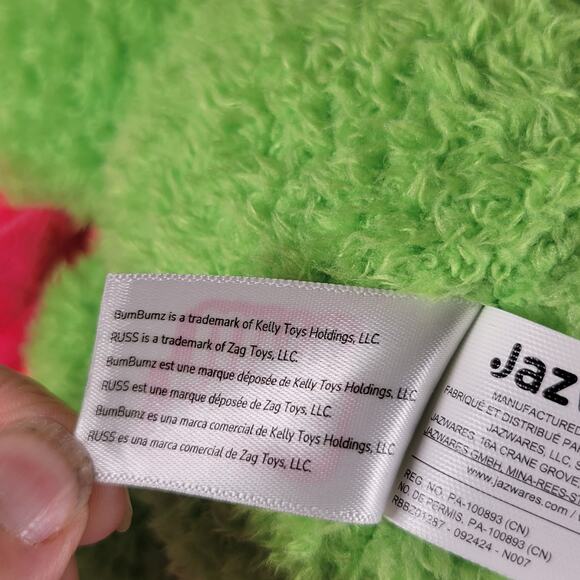 BumBumz is a trademark of Kelly Toys Holdings, LLC.
RUSS is a trademark of Zag Toys, LLC.
BumBumz est une marque déposée de Kelly Toys Holdings, LLC
RUSS est une marque déposée de Zag Toys, LLC.
BumBumz es una marca comercial de Kelly Toys Holdings, LLC.
RUSS es una marca comercial de Zag Toys, LLC.
Jazw
MANUFACTURED
FABRIQUÉ ET DISTRIBUÉ PA
JAZWARES, LLC,
JAZWARES, 16A CRANE GROVE
JAZWARES GMBH, MINA-REES-S
www.jazwares.com /
REG. NO. PA-100893 (CN)
NO. DE PERMIS. PA-100893 (CN)
RBB201287 - 092424 - N007